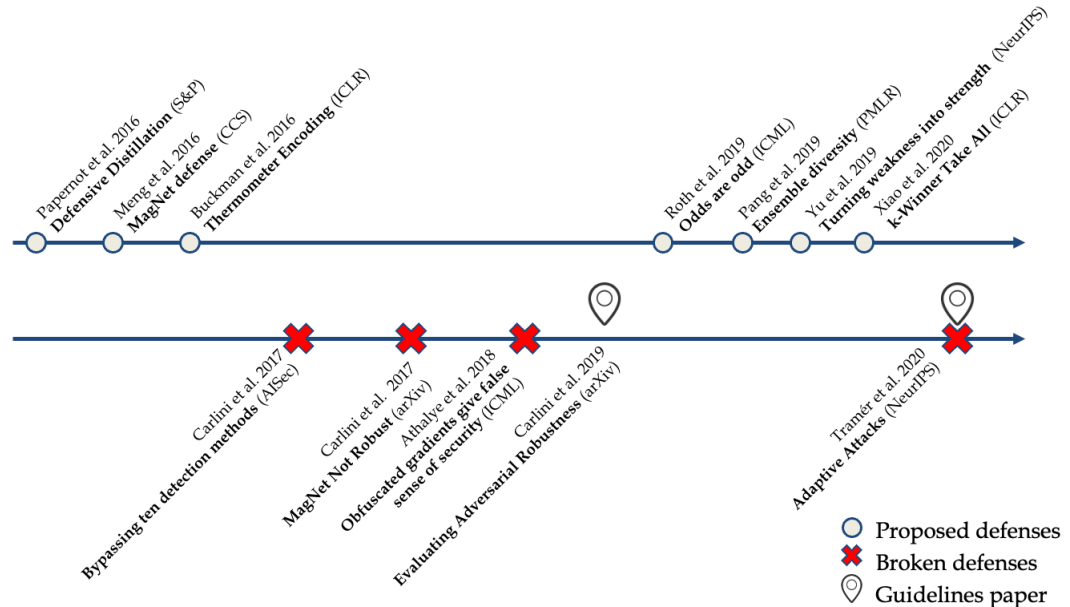 Papernot et al. 2016
Defensive Distillation (S&P)
Meng et al. 2016
MagNet defense (CCS)
Buckman et al. 2016
Thermometer Encoding (ICLR)
Roth et al. 2019
Odds are odd (ICML)
Pang et al. 2019
Ensemble diversity (PMLR)
Yu et al. 2019
Turning weakness into strength (NeurIPS)
Xiao et al. 2020
k-Winner Take All (ICLR)
Carlini et al. 2017
Bypassing ten detection methods (AISec)
Carlini et al. 2017
MagNet Not Robust (arXiv)
Athalye et al. 2018
Obfuscated gradients give false
sense of security (ICML)
Carlini et al. 2019
Evaluating Adversarial Robustness (arXiv)
Tramér et al. 2020
Adaptive Attacks (NeurIPS)
Proposed defenses
Broken defenses
Guidelines paper